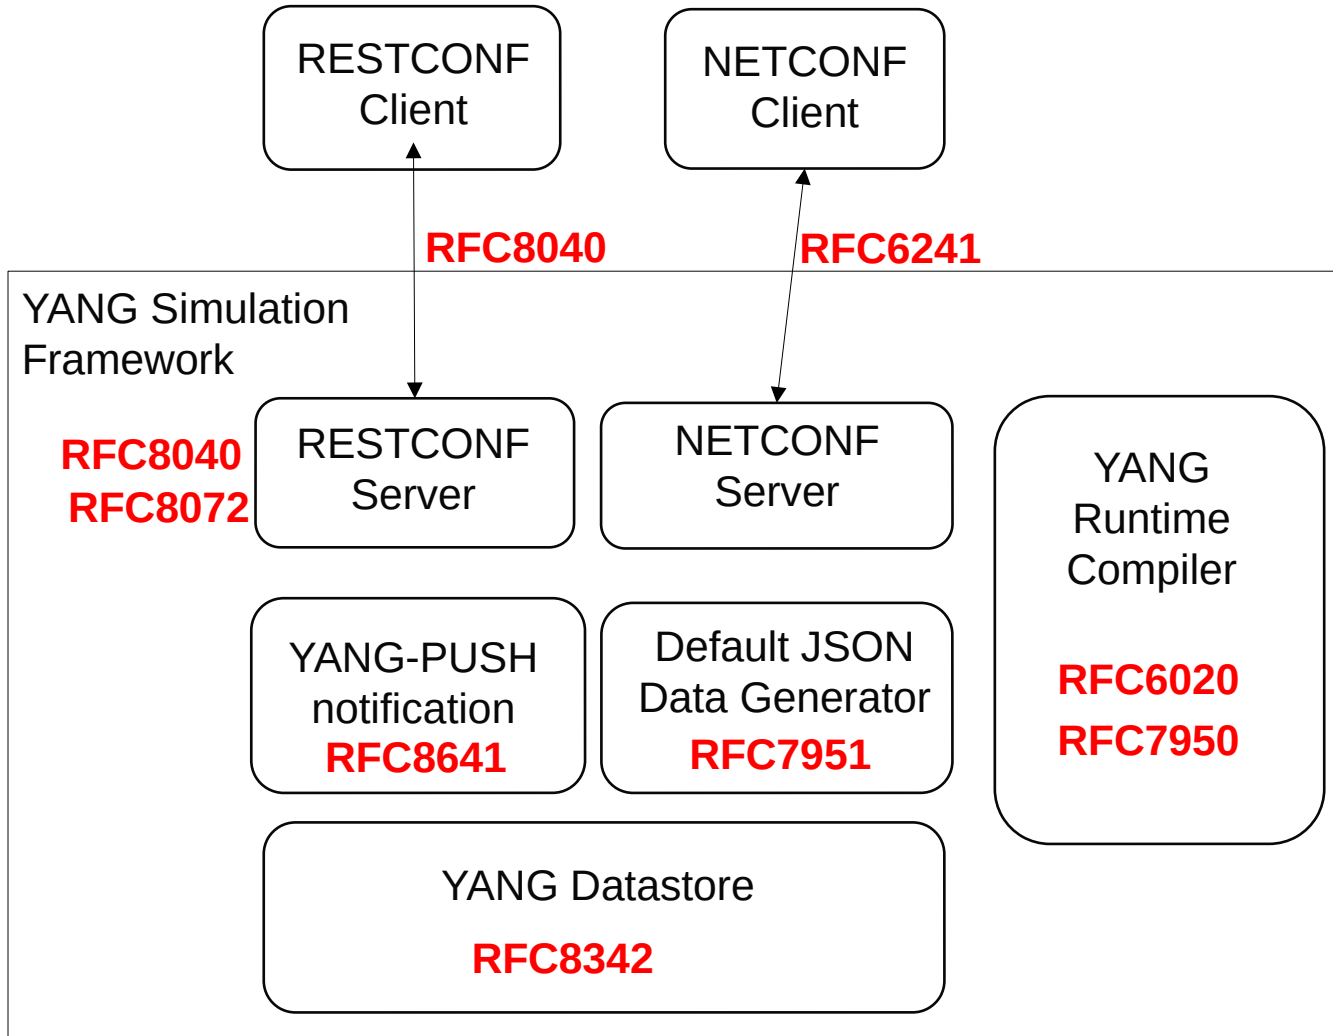 RESTCONF
Client
NETCONF
Client
RFC8040
RFC6241
YANG Simulation
Framework
RFC8040
RFC8072
RESTCONF
Server
NETCONF
Server
YANG
Runtime
Compiler
RFC6020
RFC7950
YANG-PUSH
notification
RFC8641
Default JSON
Data Generator
RFC7951
YANG Datastore
RFC8342